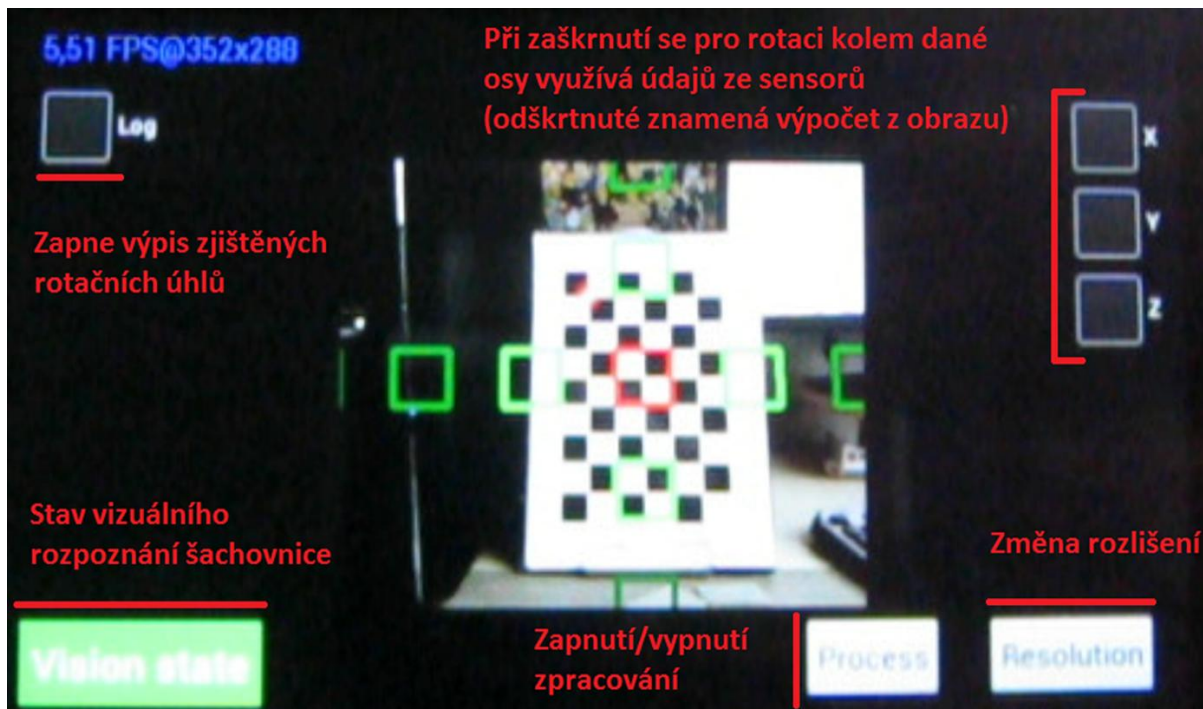 5,51 FPS@352x288
Log
Zapne výpis zjištěných
rotačních úhlů
Při zaškrnutí se pro rotaci kolem dané
osy využívá údajů ze sensorů
(odškrtnuté znamená výpočet z obrazu)
X
Y
Z
Stav vizuálního
rozpoznání šachovnice
Vision state
Zapnutí/vypnutí
zpracování
Process
Změna rozlišení
Resolution